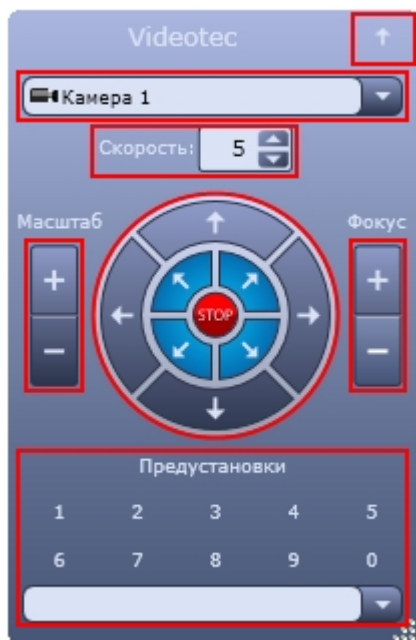 Videotec
Камера 1
Скорость: 5
Масштаб
Фокус
+ +
STOP
− −
Предустановки
1 2 3 4 5
6 7 8 9 0